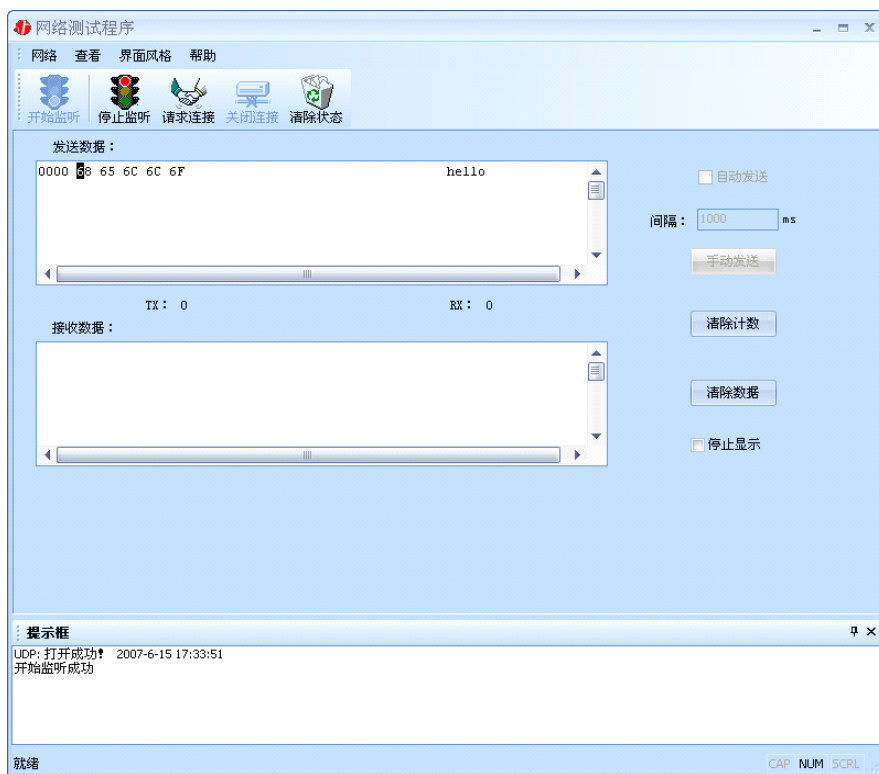 网络测试程序
网络 查看 界面风格 帮助
开始监听 停止监听 请求连接 关闭连接 清除状态
发送数据：
0000 68 65 6C 6C 6F hello
自动发送
间隔： 1000 ms
手动发送
TX： 0 RX： 0
接收数据：
清除计数
清除数据
停止显示
提示框
UDP: 打开成功! 2007-6-15 17:33:51
开始监听成功
就绪 CAP NUM SCRL